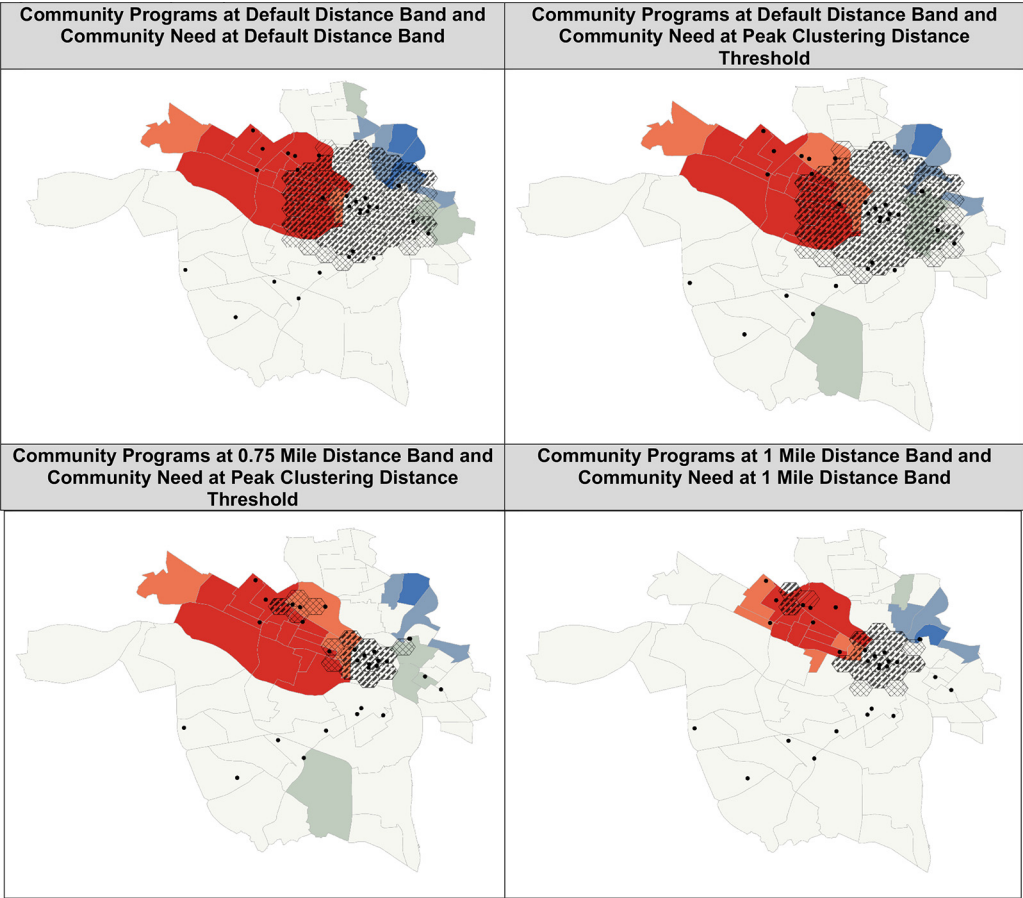 Community Programs at Default Distance Band and
Community Need at Default Distance Band
Community Programs at Default Distance Band and
Community Need at Peak Clustering Distance
Threshold
Community Programs at 0.75 Mile Distance Band and
Community Need at Peak Clustering Distance
Threshold
Community Programs at 1 Mile Distance Band and
Community Need at 1 Mile Distance Band